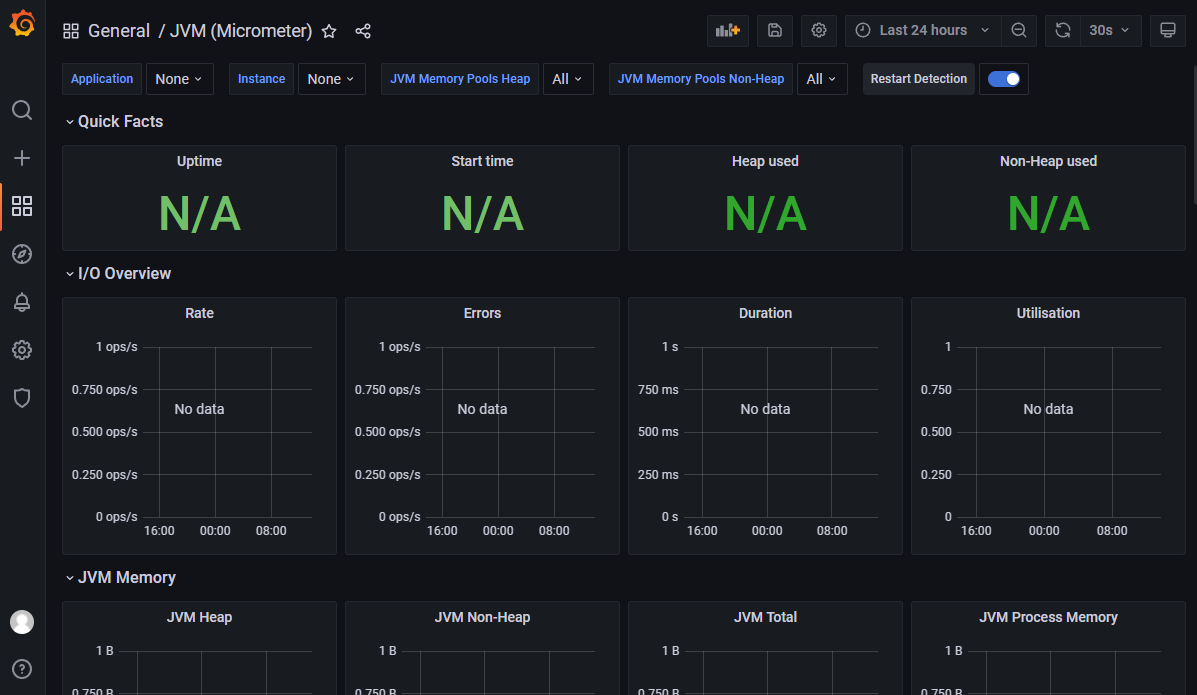 General / JVM (Micrometer)
Last 24 hours
30s
Application None Instance None JVM Memory Pools Heap All JVM Memory Pools Non-Heap All Restart Detection
Quick Facts
Uptime
N/A
Start time
N/A
Heap used
N/A
Non-Heap used
N/A
I/O Overview
Rate
1 ops/s
0.750 ops/s
No data
0.500 ops/s
0.250 ops/s
0 ops/s
16:00 00:00 08:00
Errors
1 ops/s
0.750 ops/s
No data
0.500 ops/s
0.250 ops/s
0 ops/s
16:00 00:00 08:00
Duration
1 s
750 ms
No data
500 ms
250 ms
0 s
16:00 00:00 08:00
Utilisation
1
0.750
No data
0.500
0.250
0
16:00 00:00 08:00
JVM Memory
JVM Heap
1 B
0.750 B
JVM Non-Heap
1 B
0.750 B
JVM Total
1 B
0.750 B
JVM Process Memory
1 B
0.750 B